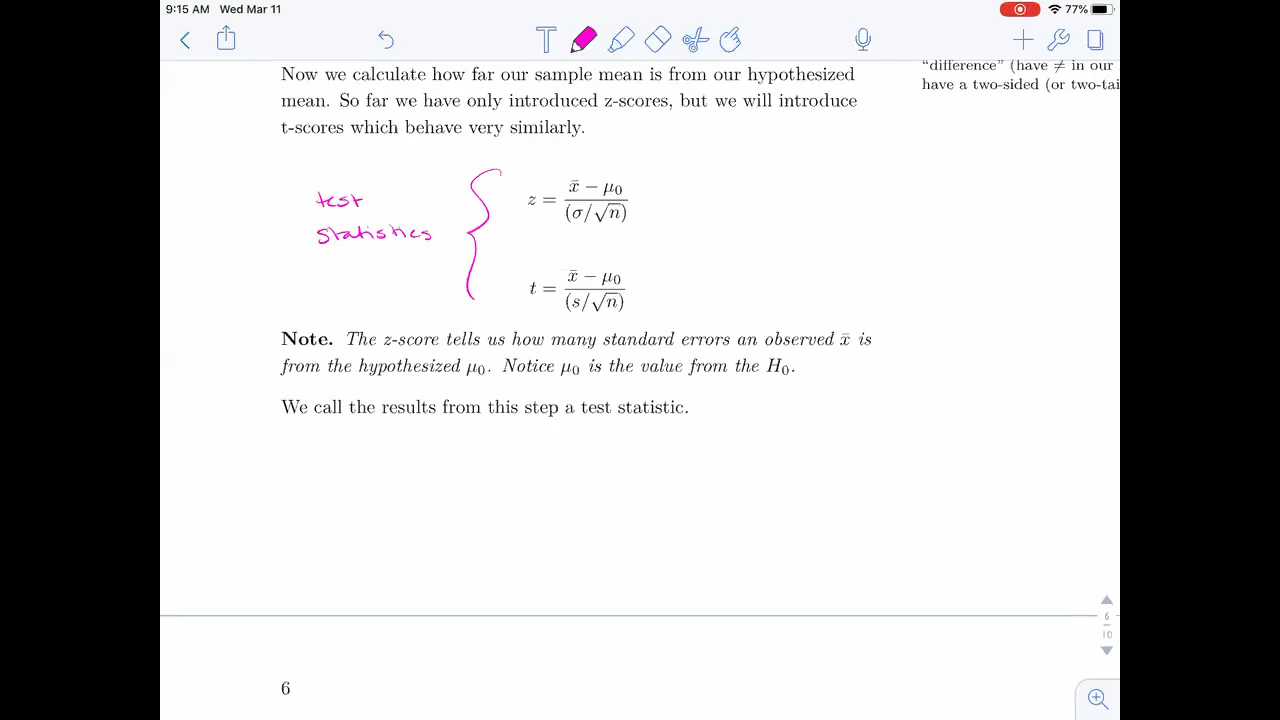 9:15 AM Wed Mar 11
77%
T
Now we calculate how far our sample mean is from our hypothesized
mean. So far we have only introduced z-scores, but we will introduce
t-scores which behave very similarly.
"difference" (have ≠ in our
have a two-sided (or two-tai
test
statistics
z = x̄ − μ₀ / (σ/√n)
t = x̄ − μ₀ / (s/√n)
Note. The z-score tells us how many standard errors an observed x̄ is
from the hypothesized μ₀. Notice μ₀ is the value from the H₀.
We call the results from this step a test statistic.
6
10
6